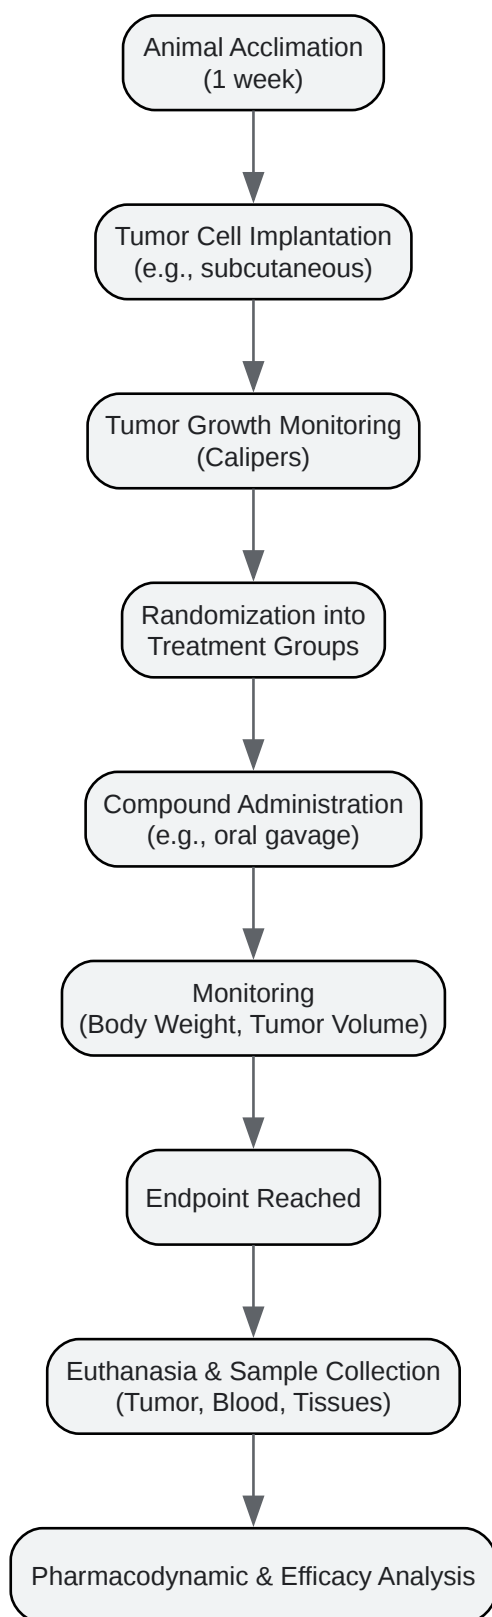 Animal Acclimation
(1 week)
Tumor Cell Implantation
(e.g., subcutaneous)
Tumor Growth Monitoring
(Calipers)
Randomization into
Treatment Groups
Compound Administration
(e.g., oral gavage)
Monitoring
(Body Weight, Tumor Volume)
Endpoint Reached
Euthanasia & Sample Collection
(Tumor, Blood, Tissues)
Pharmacodynamic & Efficacy Analysis